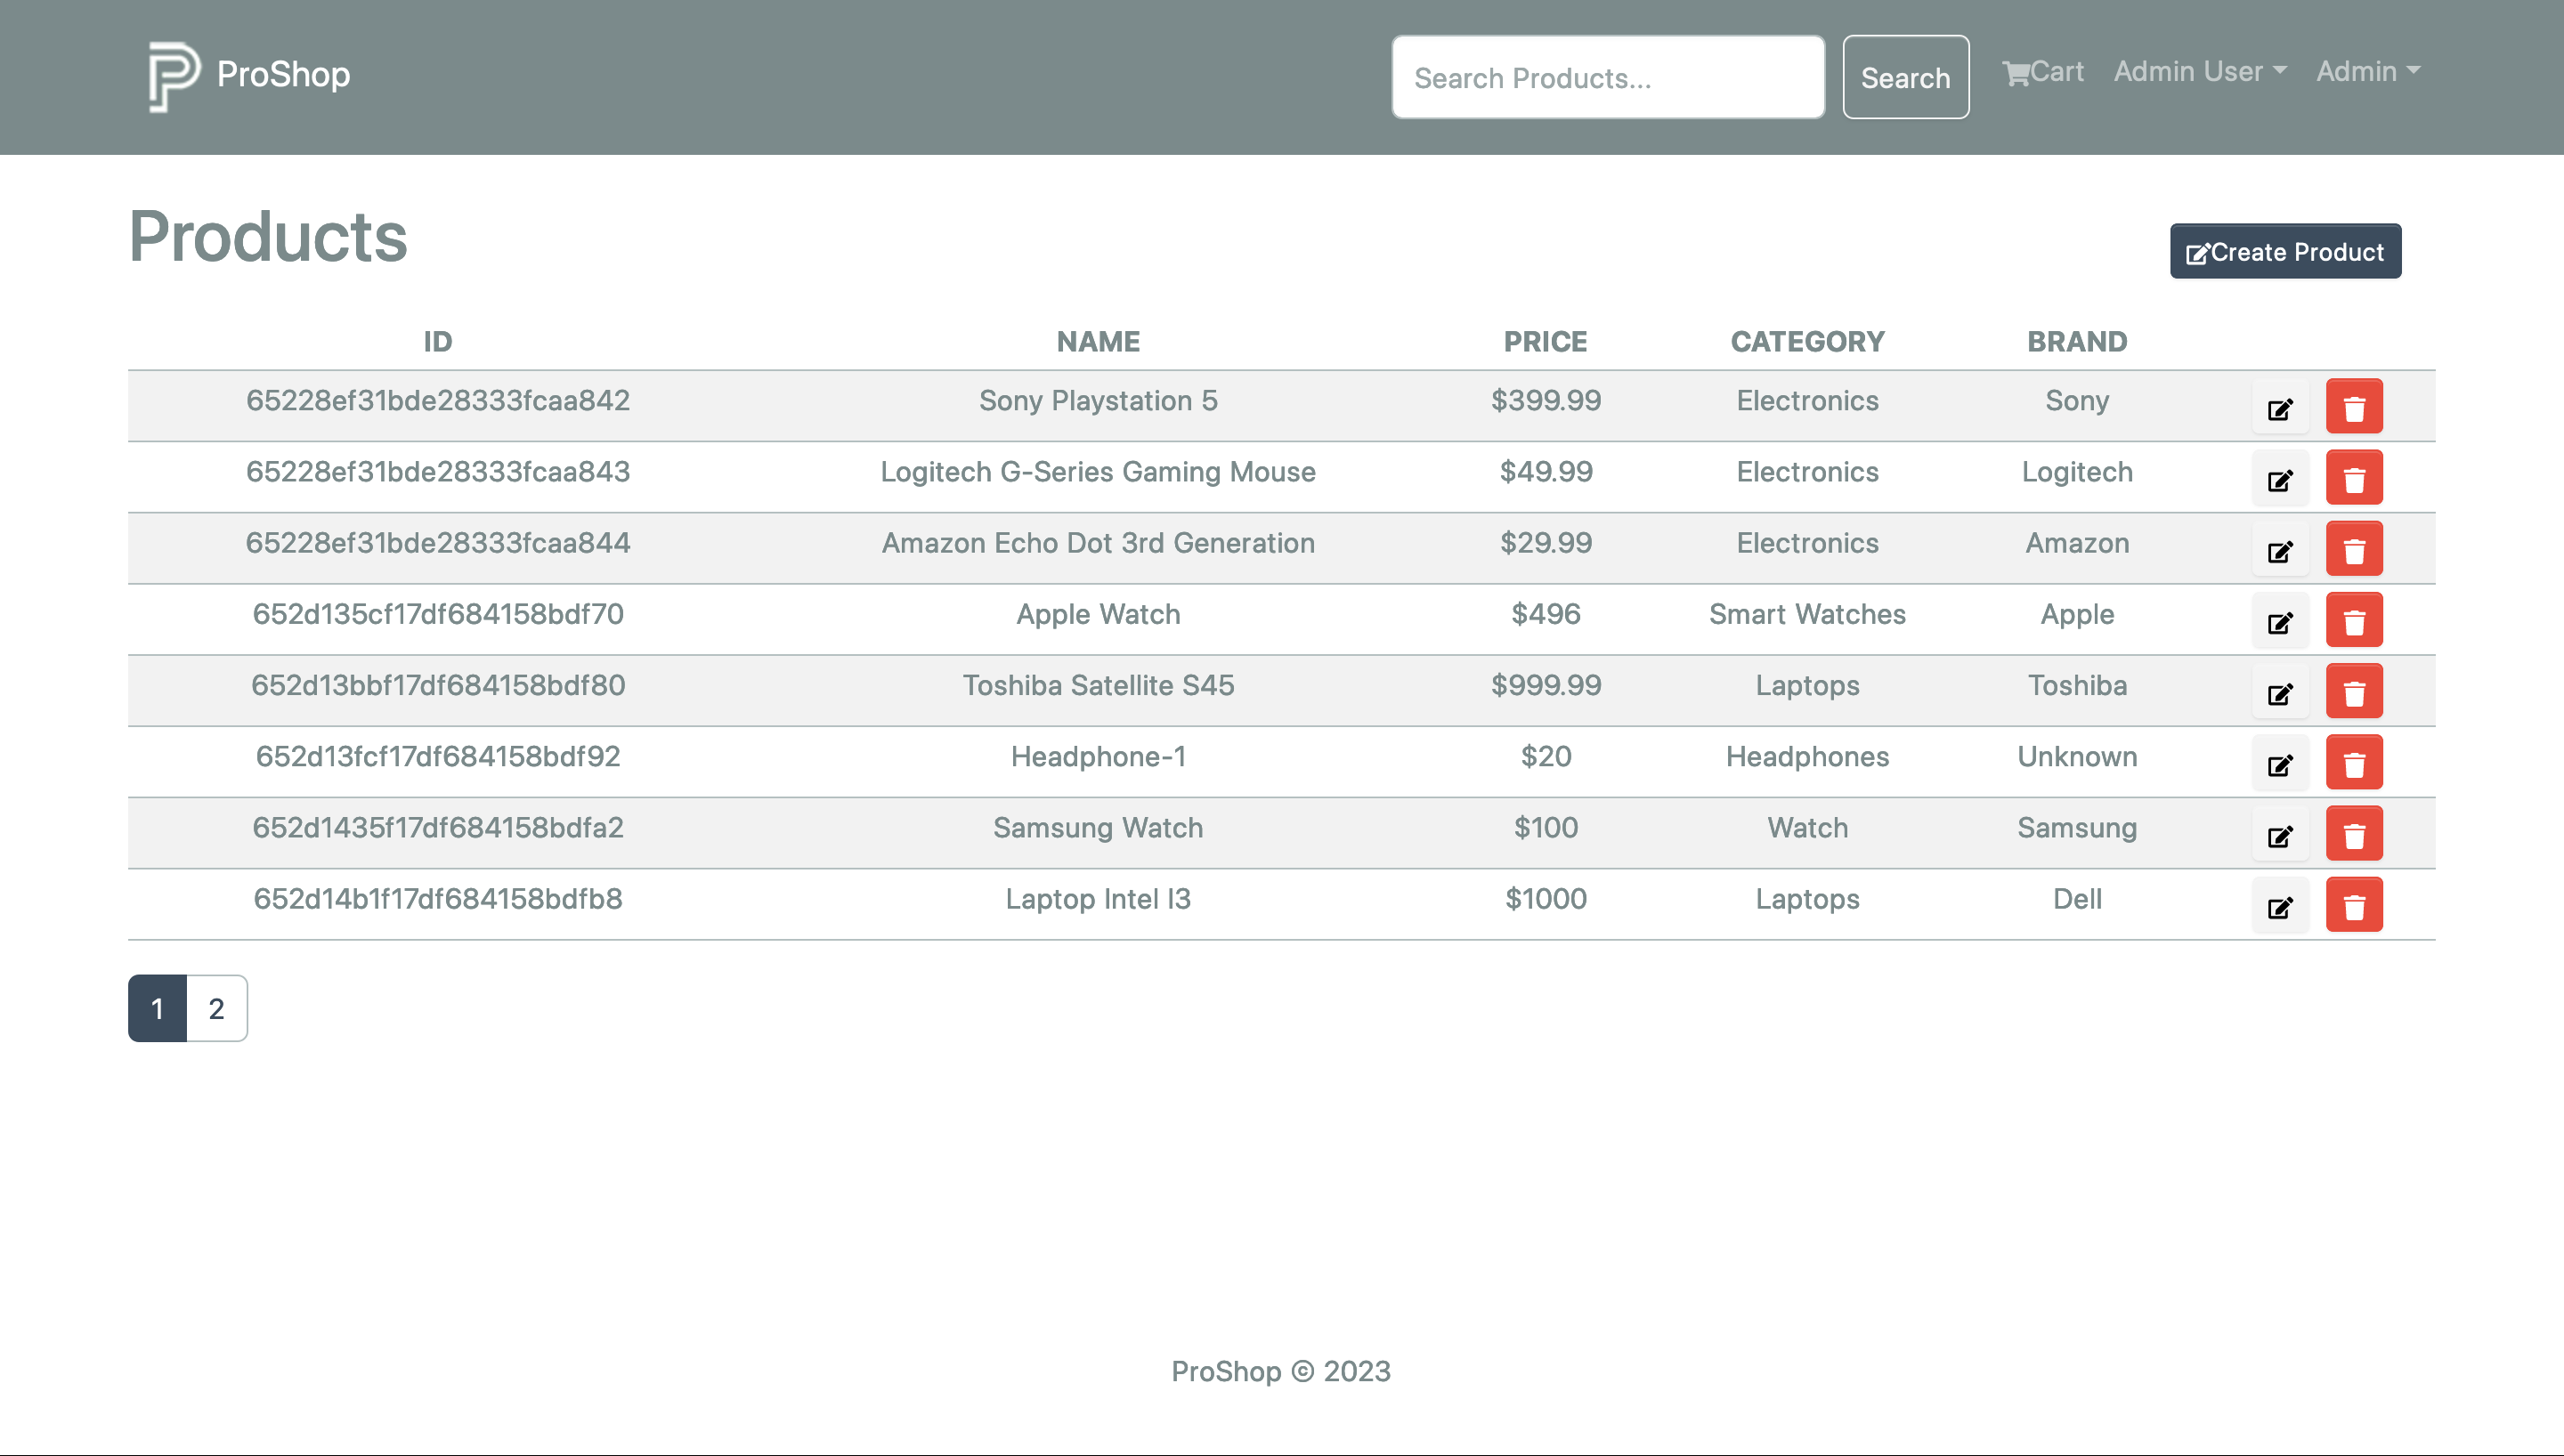 ProShop Search Products... Search Cart Admin User Admin
Products Create Product
ID NAME PRICE CATEGORY BRAND
65228ef31bde28333fcaa842 Sony Playstation 5 $399.99 Electronics Sony
65228ef31bde28333fcaa843 Logitech G-Series Gaming Mouse $49.99 Electronics Logitech
65228ef31bde28333fcaa844 Amazon Echo Dot 3rd Generation $29.99 Electronics Amazon
652d135cf17df684158bdf70 Apple Watch $496 Smart Watches Apple
652d13bbf17df684158bdf80 Toshiba Satellite S45 $999.99 Laptops Toshiba
652d13fcf17df684158bdf92 Headphone-1 $20 Headphones Unknown
652d1435f17df684158bdfa2 Samsung Watch $100 Watch Samsung
652d14b1f17df684158bdfb8 Laptop Intel I3 $1000 Laptops Dell
1 2
ProShop © 2023